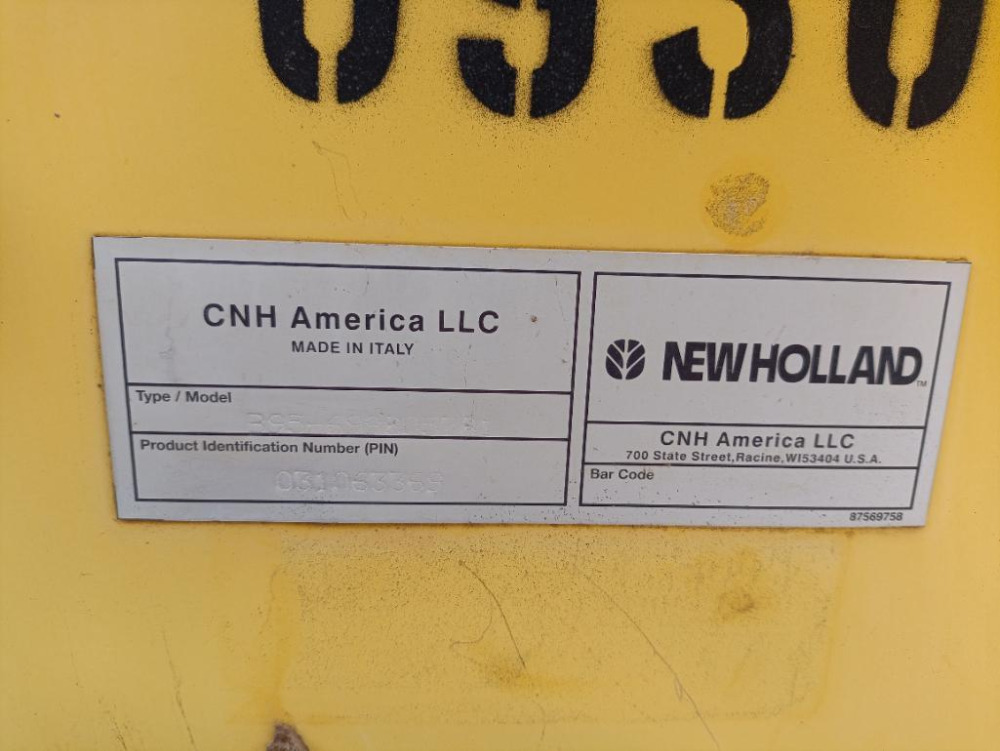 CNH America LLC
MADE IN ITALY
Type / Model
Product Identification Number (PIN)
NEW HOLLAND™
CNH America LLC
700 State Street,Racine,WI53404 U.S.A.
Bar Code
87569758